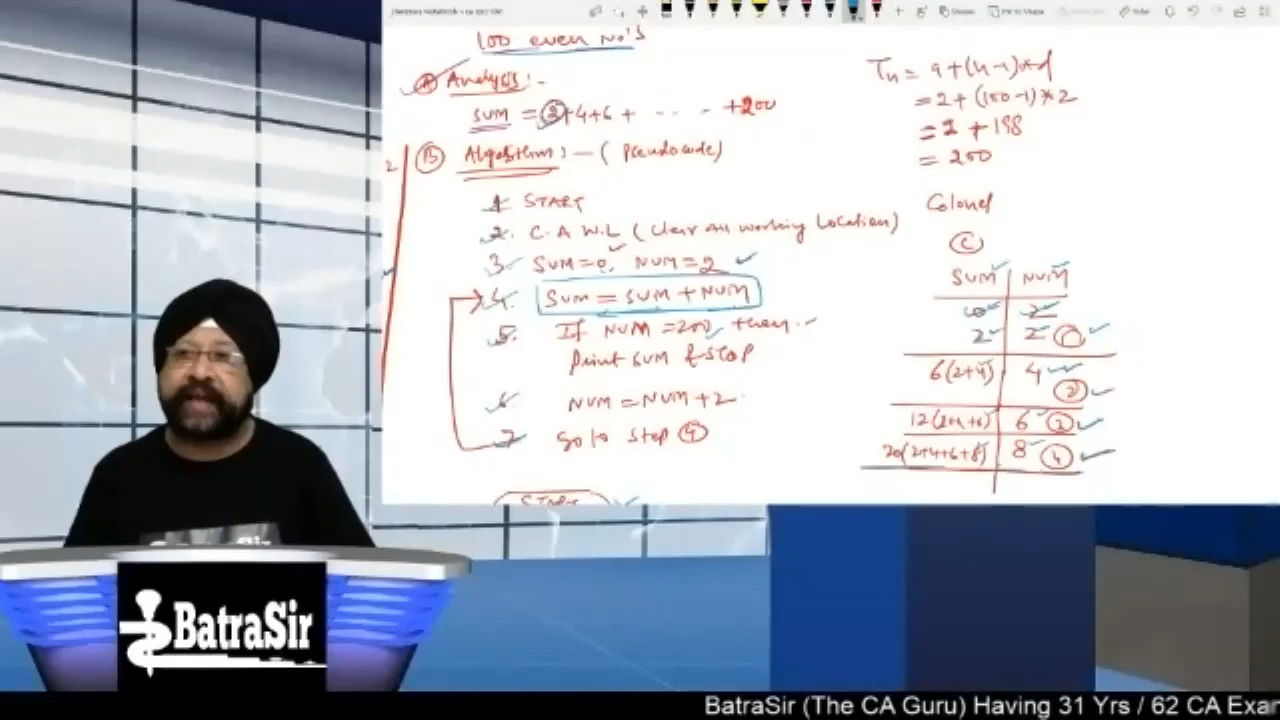 100 even No's
(A) Analysis:-
SUM = 2+4+6+ ..... +200
(B) Algorithm:- (Pseudocode)
1. START
2. C.A.W.L (Clear All working Location)
3. SUM=0, NUM=2
4. SUM = SUM + NUM
5. If NUM=200, then
Print SUM & STOP
6. NUM = NUM+2
7. go to step (4)
START
Tn = a+(n-1)*d
= 2+(100-1)*2
= 2 + 198
= 200
(C)
SUM NUM
0 2
2 2 (1)
6(2+4) 4 (2)
12(2+4+6) 6 (3)
20(2+4+6+8) 8 (4)
BatraSir
BatraSir (The CA Guru) Having 31 Yrs / 62 CA Exa